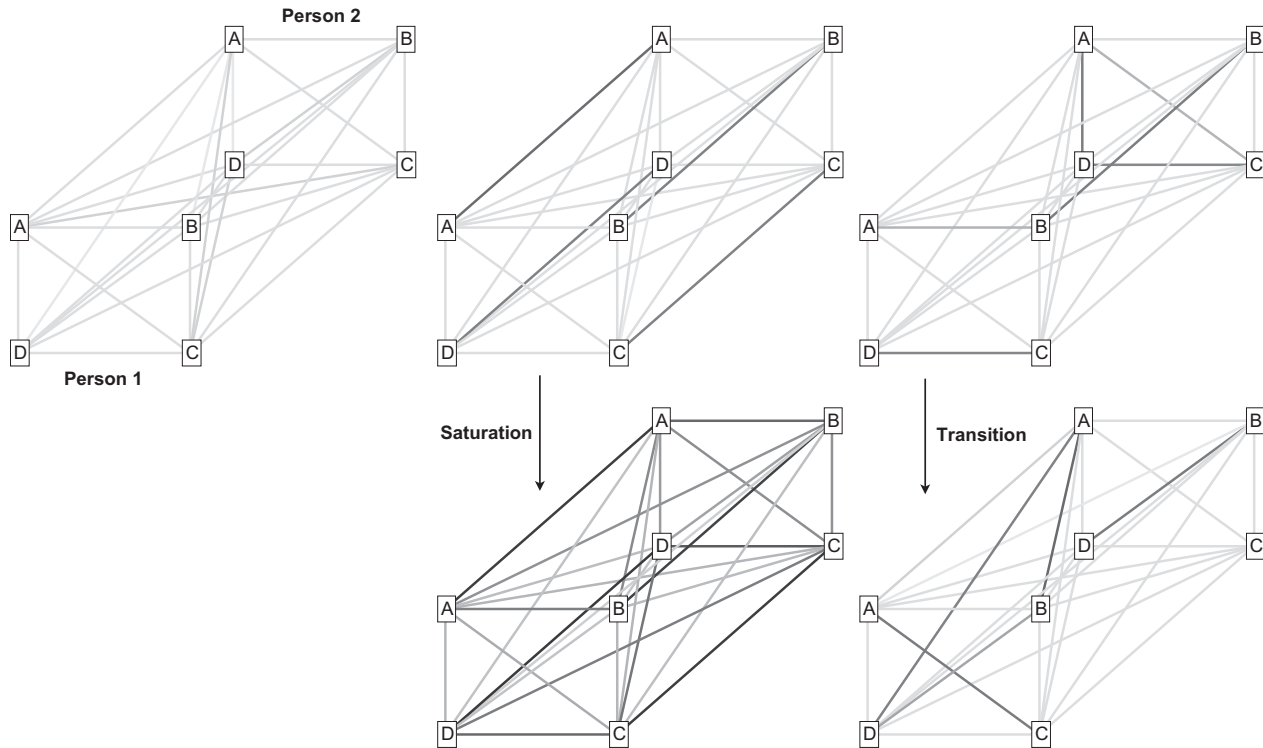 Person 2
A B A B A B
D C D C D C
A B A B A B
D C D C D C
Person 1
Saturation
Transition
A B A B
D C D C
A B A B
D C D C